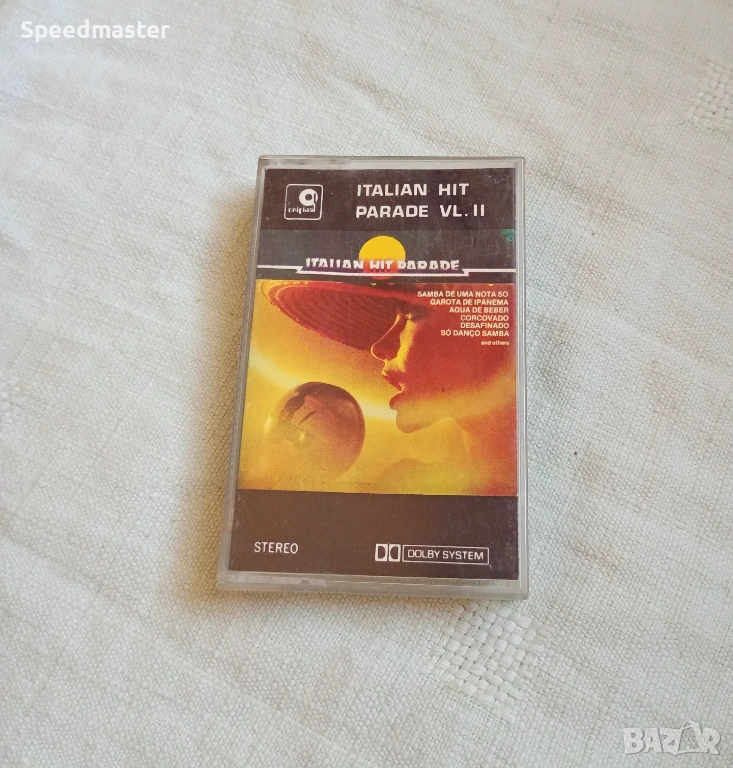 Speedmaster
original
ITALIAN HIT
PARADE VL. II
ITALIAN HIT PARADE
SAMBA DE UMA NOTA SÓ
GAROTA DE IPANEMA
AGUA DE BEBER
CORCOVADO
DESAFINADO
SÓ DANÇO SAMBA
and others
STEREO
DOLBY SYSTEM
BAZAR